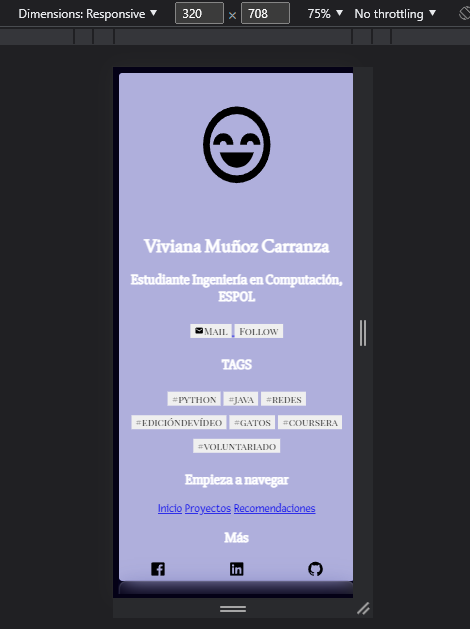 Dimensions: Responsive 320 × 708 75% No throttling
Viviana Muñoz Carranza
Estudiante Ingeniería en Computación,
ESPOL
Mail Follow
TAGS
#python #java #redes
#edicióndevídeo #gatos #coursera
#voluntariado
Empieza a navegar
Inicio Proyectos Recomendaciones
Más